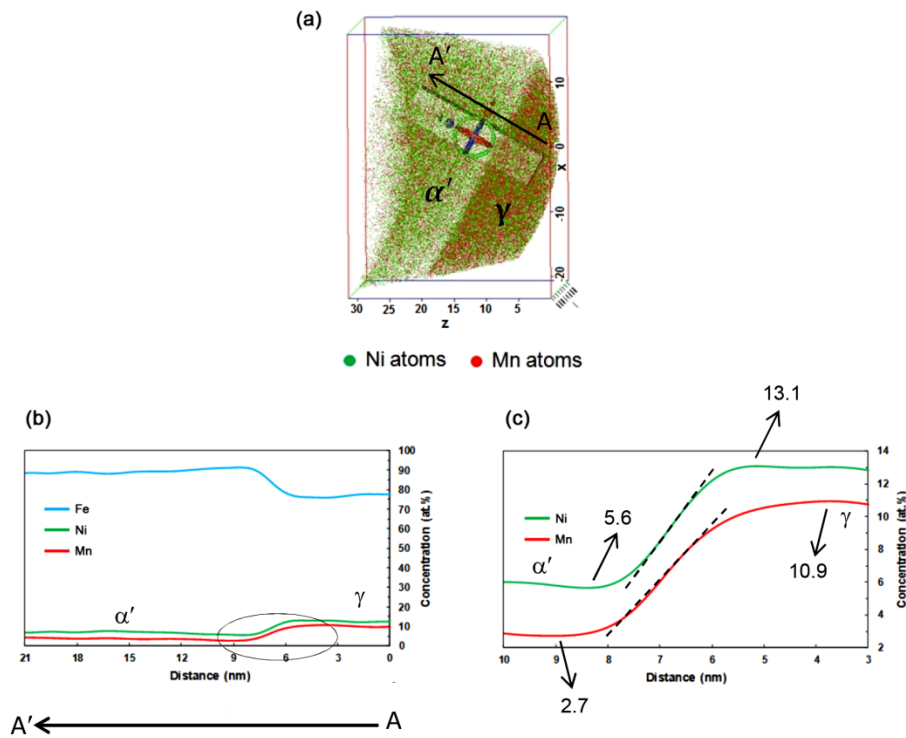 (a)
A'
A
α'
γ
10
0
X
-10
-20
30 25 20 15 10 5
Z
Ni atoms Mn atoms
(b)
100
90
80
70
60
50
40
30
20
10
0
Concentration (at.%)
Fe
Ni
Mn
α'
γ
21 18 15 12 9 6 3 0
Distance (nm)
A' A
(c)
13.1
14
12
10
8
6
4
2
0
Concentration (at.%)
Ni
Mn
5.6
α'
γ
10.9
10 9 8 7 6 5 4 3
Distance (nm)
2.7